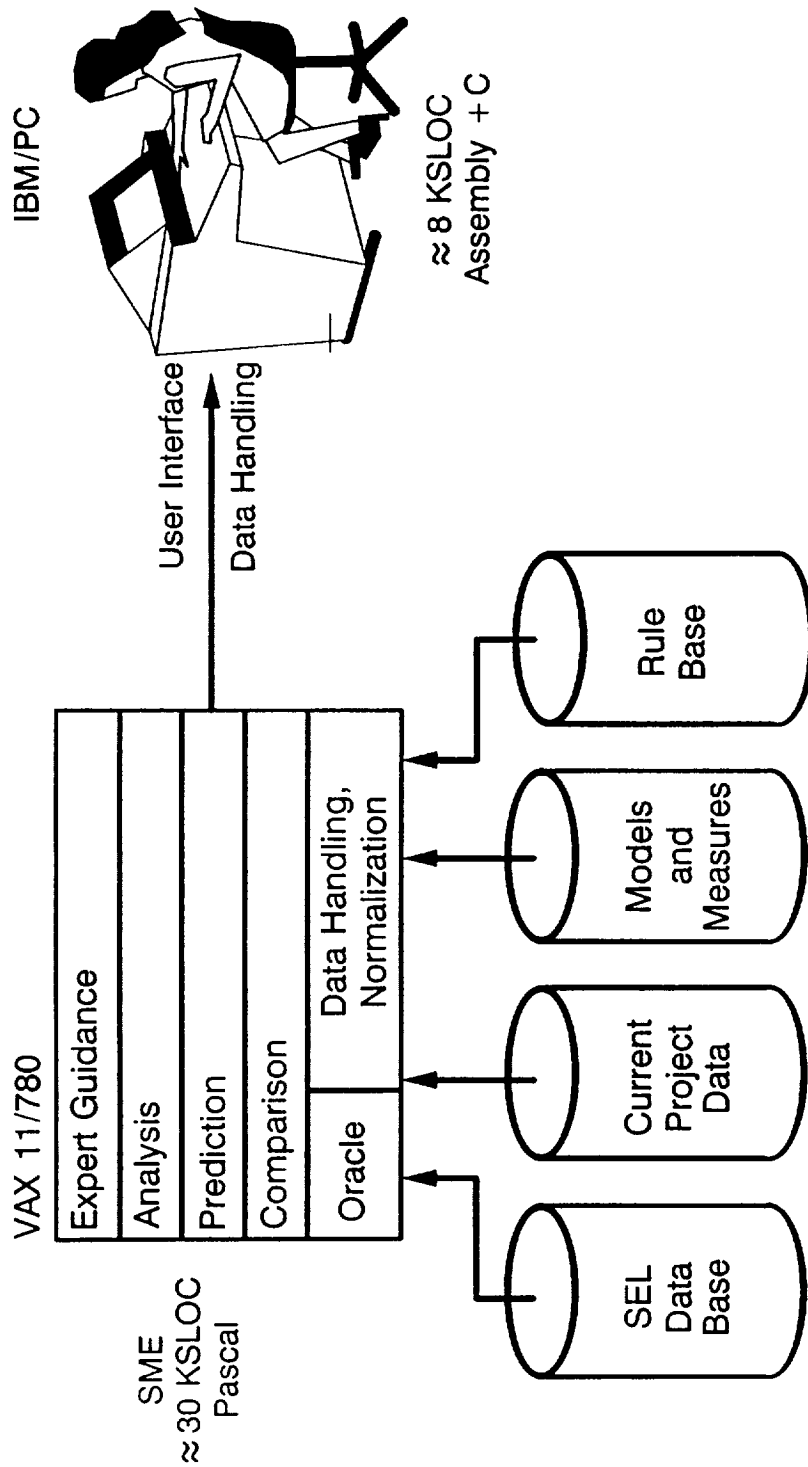 VAX 11/780
IBM/PC
SME
≈ 30 KSLOC
Pascal
Expert Guidance
Analysis
Prediction
Comparison
Oracle
Data Handling,
Normalization
User Interface
Data Handling
≈ 8 KSLOC
Assembly + C
SEL
Data
Base
Current
Project
Data
Models
and
Measures
Rule
Base